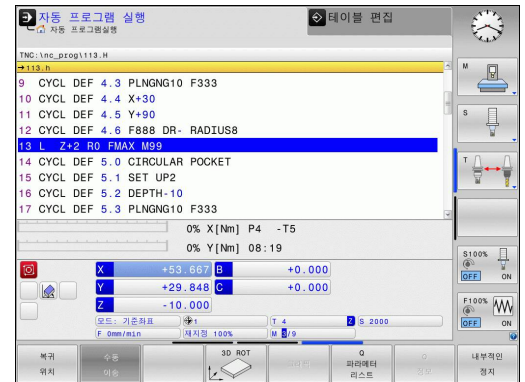 자동 프로그램 실행
자동 프로그램실행
테이블 편집
TNC:\nc_prog\113.H
→113.h
9 CYCL DEF 4.3 PLNGNG10 F333
10 CYCL DEF 4.4 X+30
11 CYCL DEF 4.5 Y+90
12 CYCL DEF 4.6 F888 DR- RADIUS8
13 L Z+2 R0 FMAX M99
14 CYCL DEF 5.0 CIRCULAR POCKET
15 CYCL DEF 5.1 SET UP2
16 CYCL DEF 5.2 DEPTH-10
17 CYCL DEF 5.3 PLNGNG10 F333
0% X[Nm] P4 -T5
0% Y[Nm] 08:19
X +53.667 B +0.000
Y +29.848 C +0.000
Z -10.000
모드: 기준좌표 1 T 4 Z S 2000
F 0mm/min 재지정 100% M 5/9
M
S
T
S100%
OFF ON
F100%
OFF ON
복귀 위치
수동 이송
3D ROT
Q 파라메터 리스트
내부적인 정지